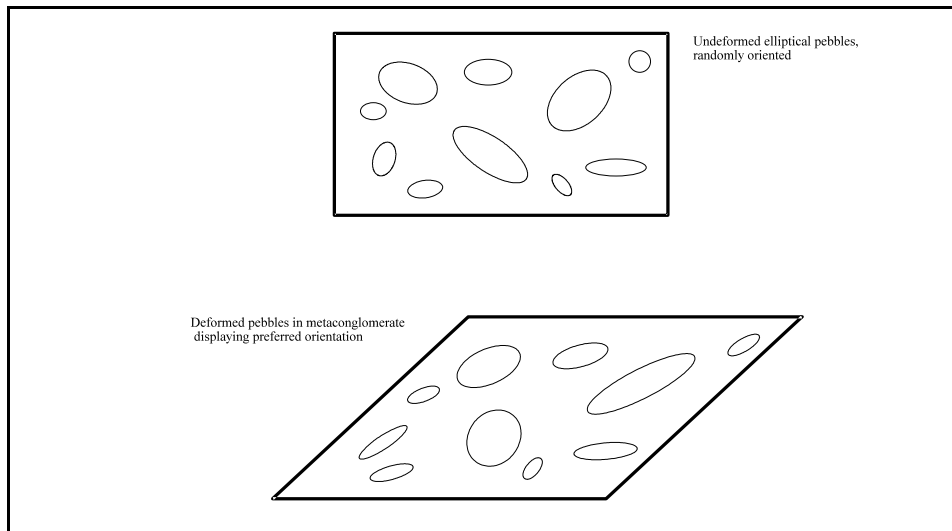 Undeformed elliptical pebbles,
randomly oriented
Deformed pebbles in metaconglomerate
displaying preferred orientation